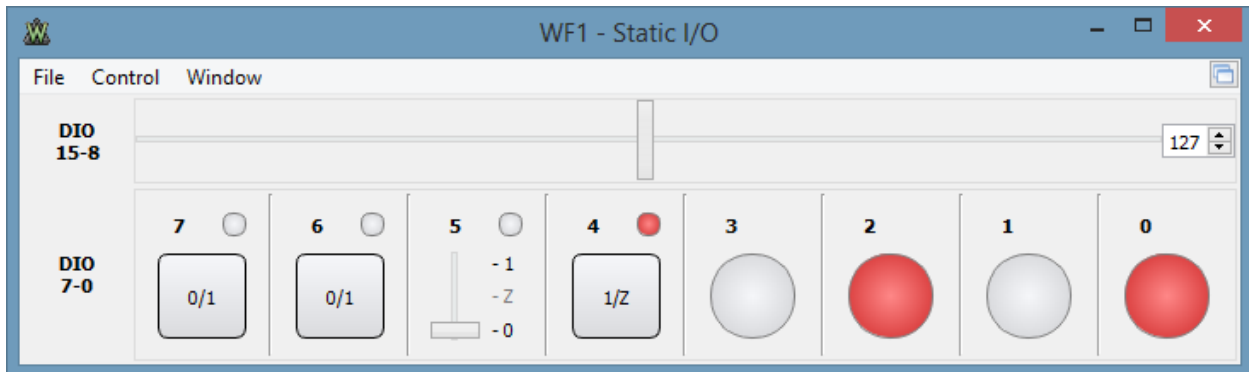 WF1 - Static I/O
File Control Window
DIO
15-8
127
7 6 5 4 3 2 1 0
DIO
7-0
0/1 0/1 - 1 1/Z
- Z
- 0